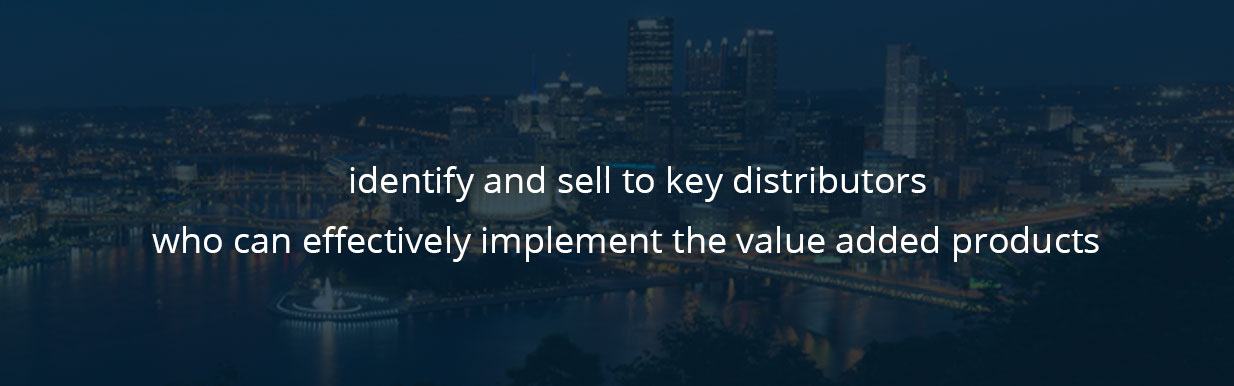 identify and sell to key distributors
who can effectively implement the value added products